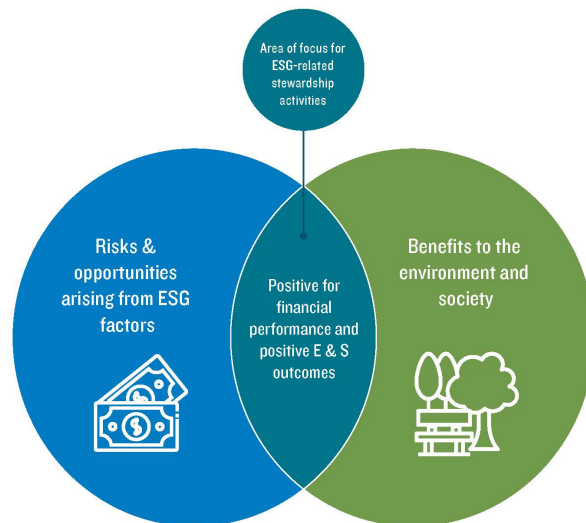 Area of focus for
ESG-related
stewardship
activities
Risks &
opportunities
arising from ESG
factors
Positive for
financial
performance and
positive E & S
outcomes
Benefits to the
environment and
society